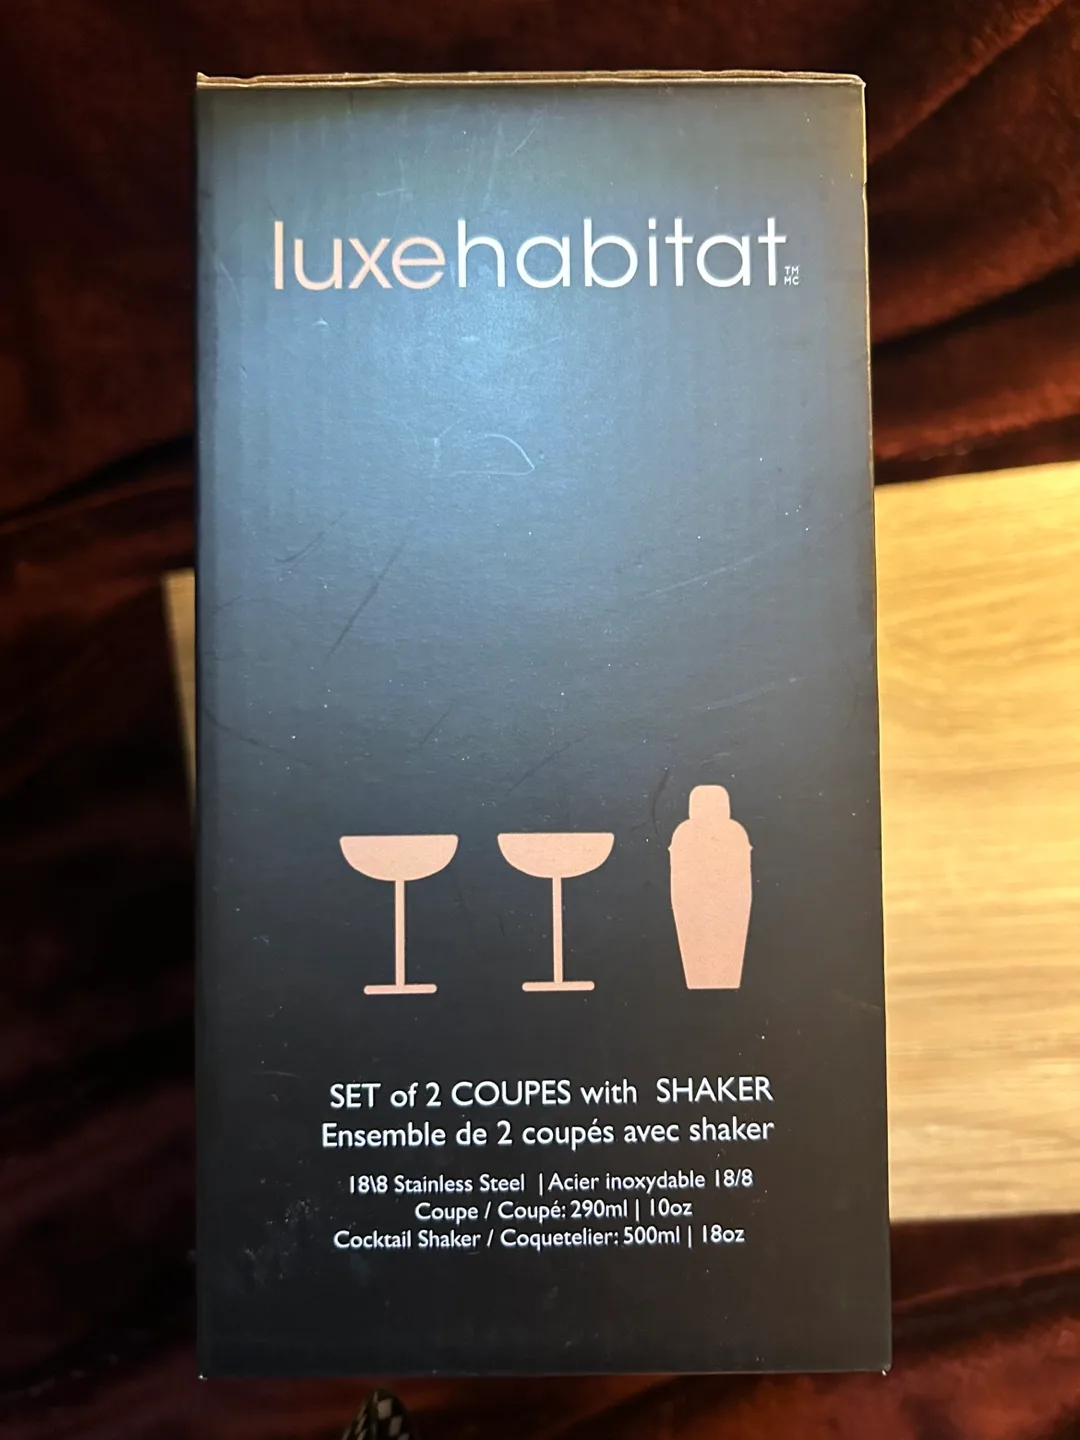 luxehabitat TM MC
SET of 2 COUPES with SHAKER
Ensemble de 2 coupés avec shaker
18\8 Stainless Steel | Acier inoxydable 18/8
Coupe / Coupé: 290ml | 10oz
Cocktail Shaker / Coquetelier: 500ml | 18oz